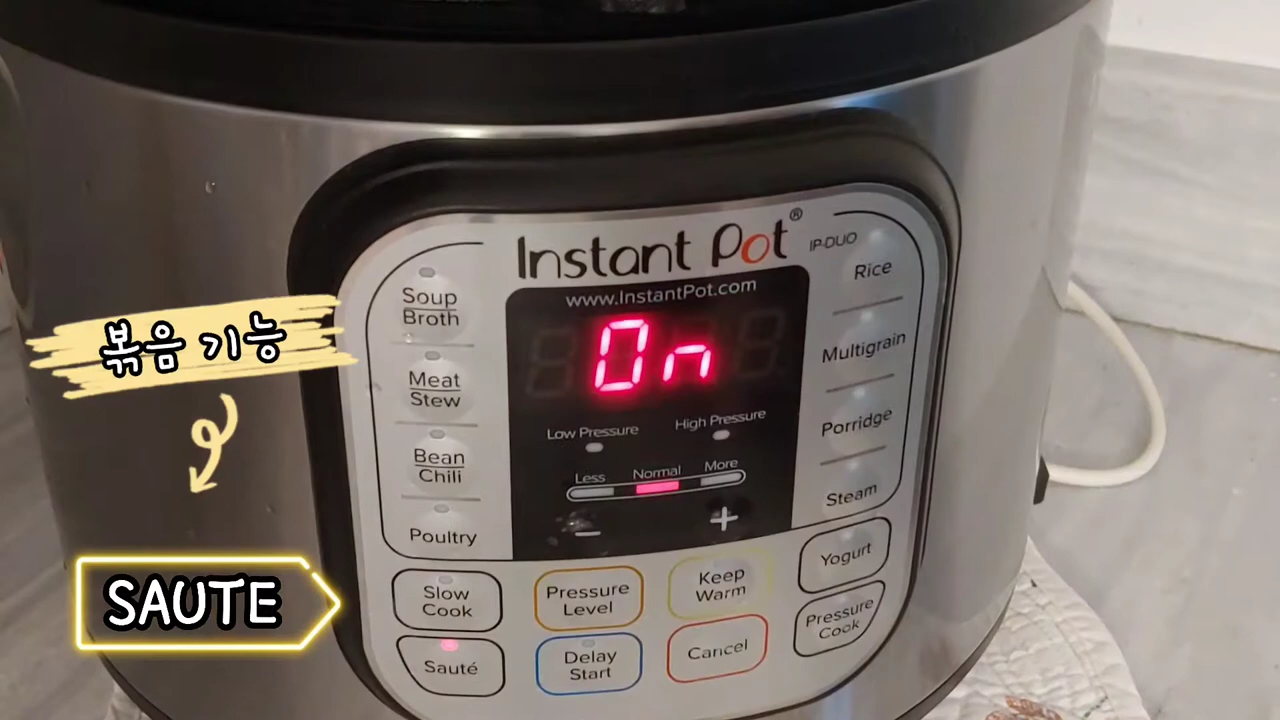 Instant Pot®
IP-DUO
www.InstantPot.com
On
Low Pressure
High Pressure
Less
Normal
More
−
+
Soup
Broth
Meat
Stew
Bean
Chili
Poultry
Rice
Multigrain
Porridge
Steam
Slow
Cook
Pressure
Level
Keep
Warm
Yogurt
Sauté
Delay
Start
Cancel
Pressure
Cook
볶음 기능
SAUTE